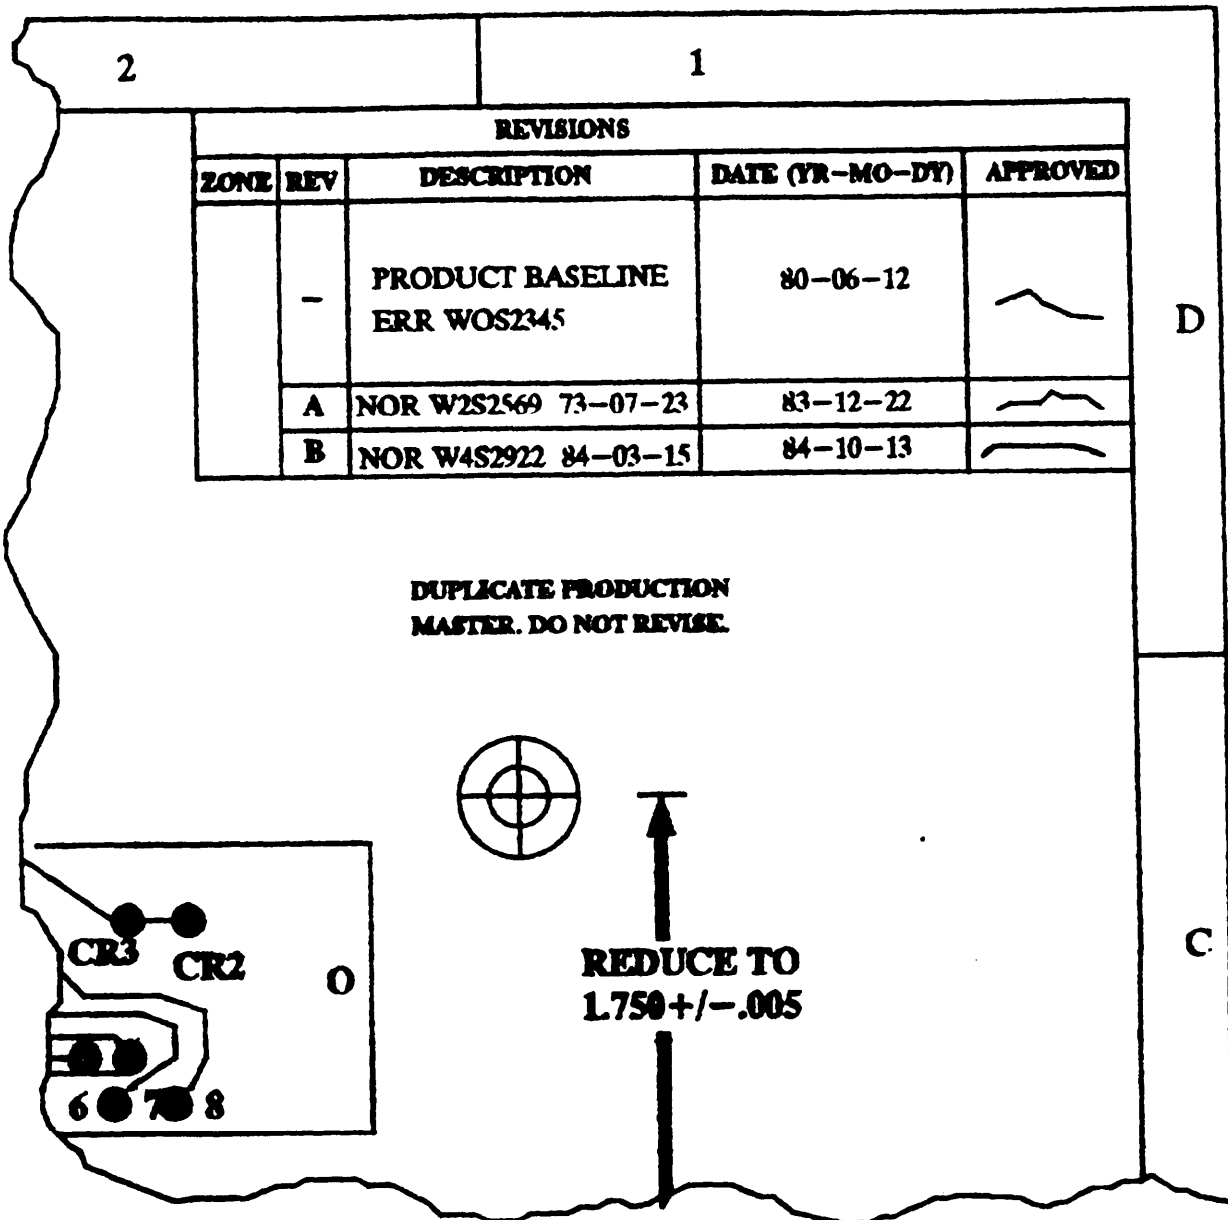 2 1
REVISIONS
ZONE REV DESCRIPTION DATE (YR-MO-DY) APPROVED
– PRODUCT BASELINE 80-06-12
ERR WOS2345
D
A NOR W2S2569 73-07-23 83-12-22
B NOR W4S2922 84-03-15 84-10-13
DUPLICATE PRODUCTION
MASTER. DO NOT REVISE.
CR3 CR2 O
REDUCE TO
1.750+/-.005
C
6 7 8